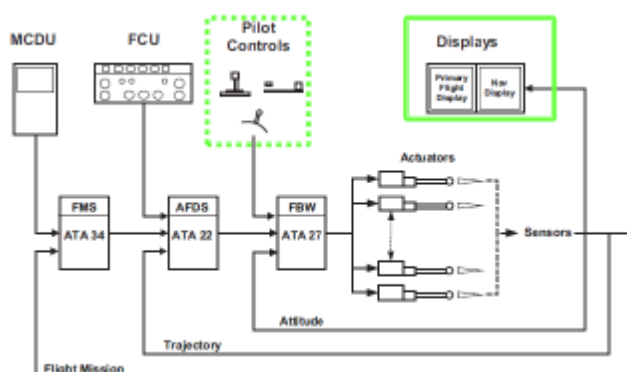 MCDU
FCU
Pilot
Controls
Displays
Primary
Flight
Display
Nav
Display
Actuators
FMS
AFDS
FBW
ATA 34
ATA 22
ATA 27
Sensors
Attitude
Trajectory
Flight Mission